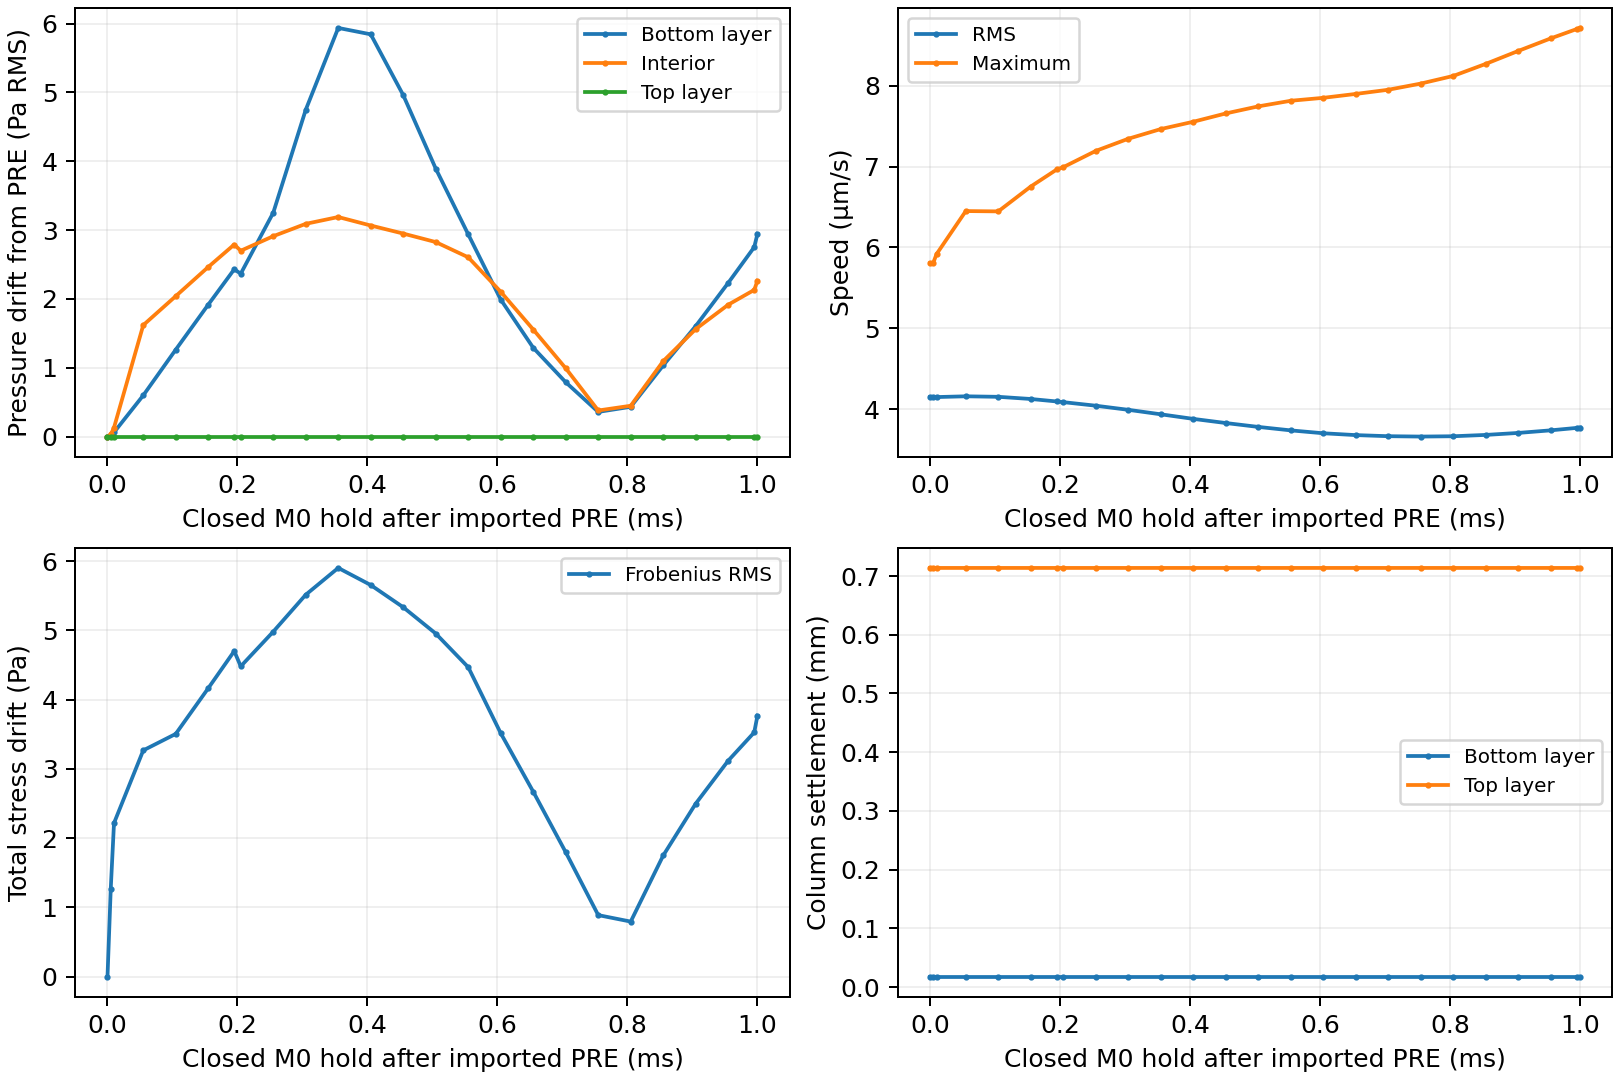 Pressure drift from PRE (Pa RMS)
6
5
4
3
2
1
0
Bottom layer
Interior
Top layer
0.0 0.2 0.4 0.6 0.8 1.0
Closed M0 hold after imported PRE (ms)
Speed (µm/s)
8
7
6
5
4
RMS
Maximum
0.0 0.2 0.4 0.6 0.8 1.0
Closed M0 hold after imported PRE (ms)
Total stress drift (Pa)
6
5
4
3
2
1
0
Frobenius RMS
0.0 0.2 0.4 0.6 0.8 1.0
Closed M0 hold after imported PRE (ms)
Column settlement (mm)
0.7
0.6
0.5
0.4
0.3
0.2
0.1
0.0
Bottom layer
Top layer
0.0 0.2 0.4 0.6 0.8 1.0
Closed M0 hold after imported PRE (ms)